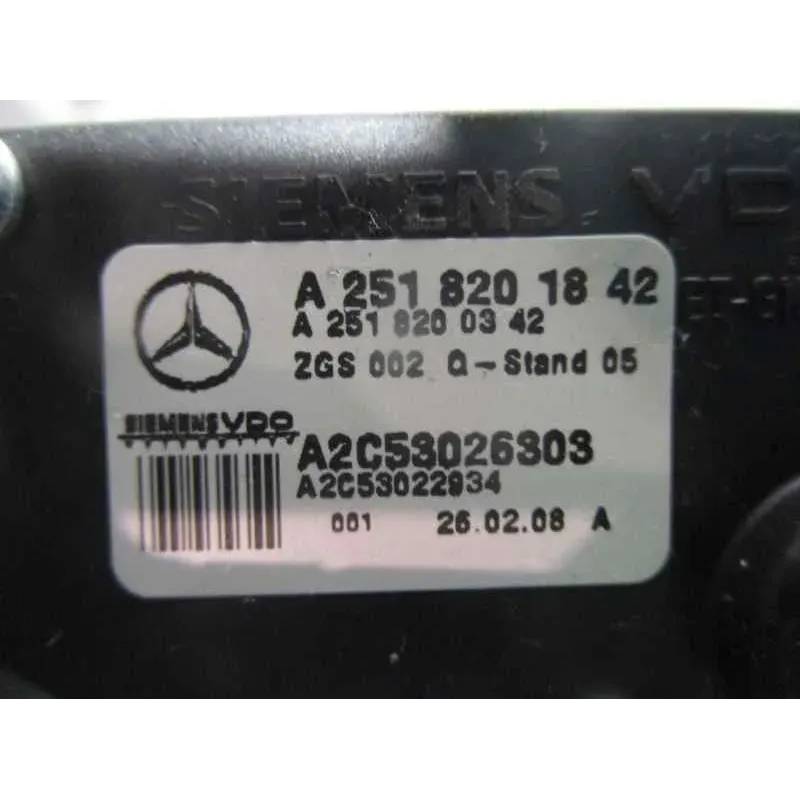 SIEMENS VD
A 251 820 18 42
A 251 820 03 42
ZGS 002 Q-Stand 05
SIEMENS VDO
A2C53026303
A2C53022934
001 26.02.08 A